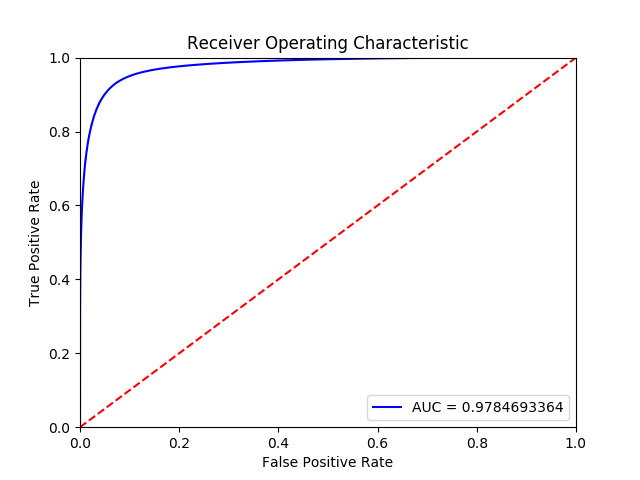 Receiver Operating Characteristic
1.0
0.8
0.6
0.4
0.2
0.0
True Positive Rate
AUC = 0.9784693364
0.0 0.2 0.4 0.6 0.8 1.0
False Positive Rate